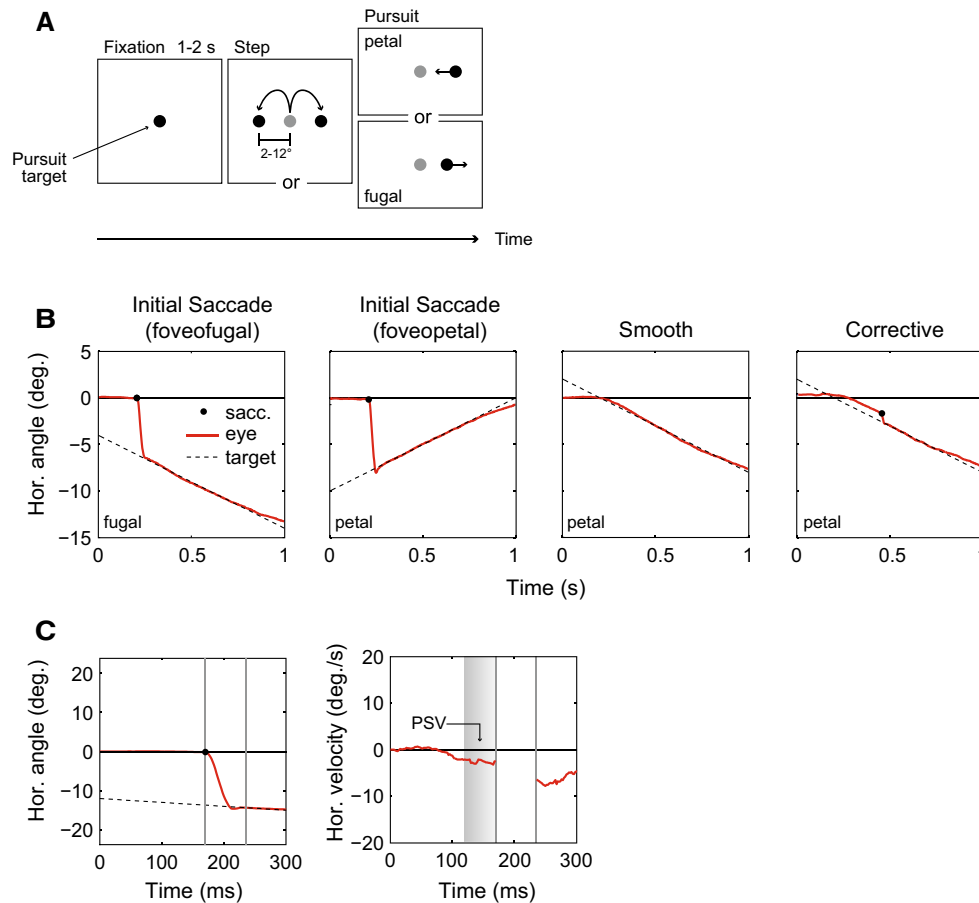 A
Fixation 1-2 s
Step
Pursuit
petal
Pursuit
target
2-12°
or
or
fugal
Time
B
Initial Saccade
(foveofugal)
Initial Saccade
(foveopetal)
Smooth
Corrective
Hor. angle (deg.)
5
0
−5
−10
−15
sacc.
eye
target
fugal
petal
petal
petal
0 0.5 1
0 0.5 1
0 0.5 1
0 0.5 1
Time (s)
C
Hor. angle (deg.)
20
10
0
−10
−20
0 100 200 300
Time (ms)
Hor. velocity (deg./s)
20
10
0
−10
−20
PSV
0 100 200 300
Time (ms)